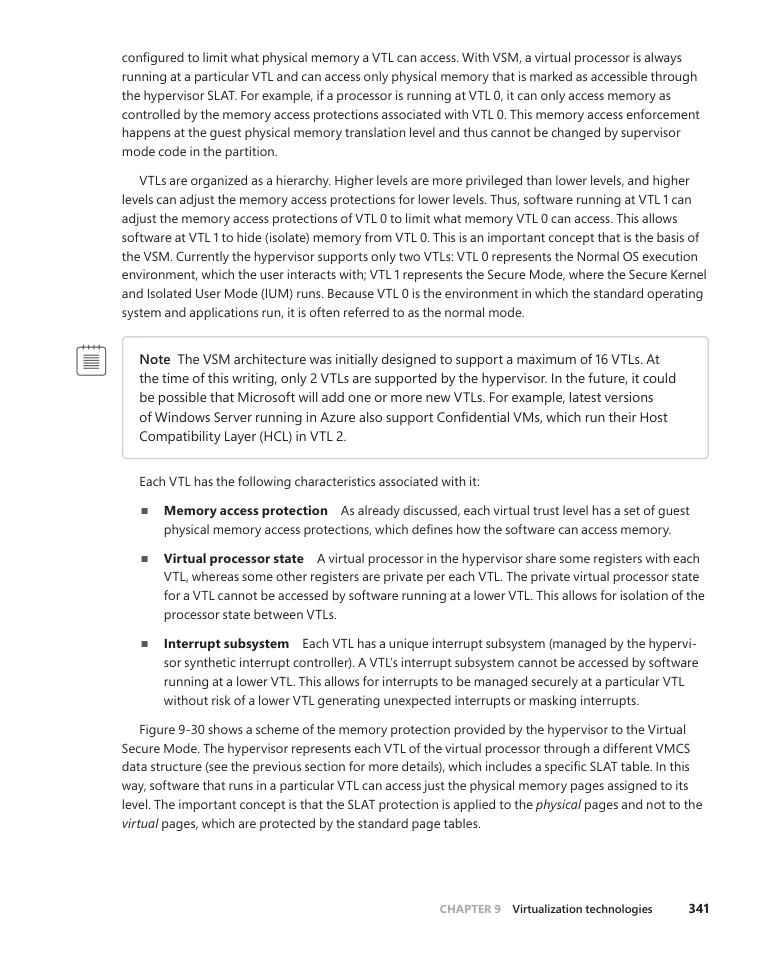 configured to limit what physical memory a VTL can access. With VSM, a virtual processor is always
running at a particular VTL and can access only physical memory that is marked as accessible through
the hypervisor SLAT. For example, if a processor is running at VTL 0, it can only access memory as
controlled by the memory access protections associated with VTL 0. This memory access enforcement
happens at the guest physical memory translation level and thus cannot be changed by supervisor
mode code in the partition.
VTLs are organized as a hierarchy. Higher levels are more privileged than lower levels, and higher
levels can adjust the memory access protections for lower levels. Thus, software running at VTL 1 can
adjust the memory access protections of VTL 0 to limit what memory VTL 0 can access. This allows
software at VTL 1 to hide (isolate) memory from VTL 0. This is an important concept that is the basis of
the VSM. Currently the hypervisor supports only two VTLs: VTL 0 represents the Normal OS execution
environment, which the user interacts with; VTL 1 represents the Secure Mode, where the Secure Kernel
and Isolated User Mode (IUM) runs. Because VTL 0 is the environment in which the standard operating
system and applications run, it is often referred to as the normal mode.
Note The VSM architecture was initially designed to support a maximum of 16 VTLs. At
the time of this writing, only 2 VTLs are supported by the hypervisor. In the future, it could
be possible that Microsoft will add one or more new VTLs. For example, latest versions
of Windows Server running in Azure also support Confidential VMs, which run their Host
Compatibility Layer (HCL) in VTL 2.
Each VTL has the following characteristics associated with it:
■ Memory access protection As already discussed, each virtual trust level has a set of guest
physical memory access protections, which defines how the software can access memory.
■ Virtual processor state A virtual processor in the hypervisor share some registers with each
VTL, whereas some other registers are private per each VTL. The private virtual processor state
for a VTL cannot be accessed by software running at a lower VTL. This allows for isolation of the
processor state between VTLs.
■ Interrupt subsystem Each VTL has a unique interrupt subsystem (managed by the hypervi-
sor synthetic interrupt controller). A VTL's interrupt subsystem cannot be accessed by software
running at a lower VTL. This allows for interrupts to be managed securely at a particular VTL
without risk of a lower VTL generating unexpected interrupts or masking interrupts.
Figure 9-30 shows a scheme of the memory protection provided by the hypervisor to the Virtual
Secure Mode. The hypervisor represents each VTL of the virtual processor through a different VMCS
data structure (see the previous section for more details), which includes a specific SLAT table. In this
way, software that runs in a particular VTL can access just the physical memory pages assigned to its
level. The important concept is that the SLAT protection is applied to the physical pages and not to the
virtual pages, which are protected by the standard page tables.
CHAPTER 9 Virtualization technologies 341